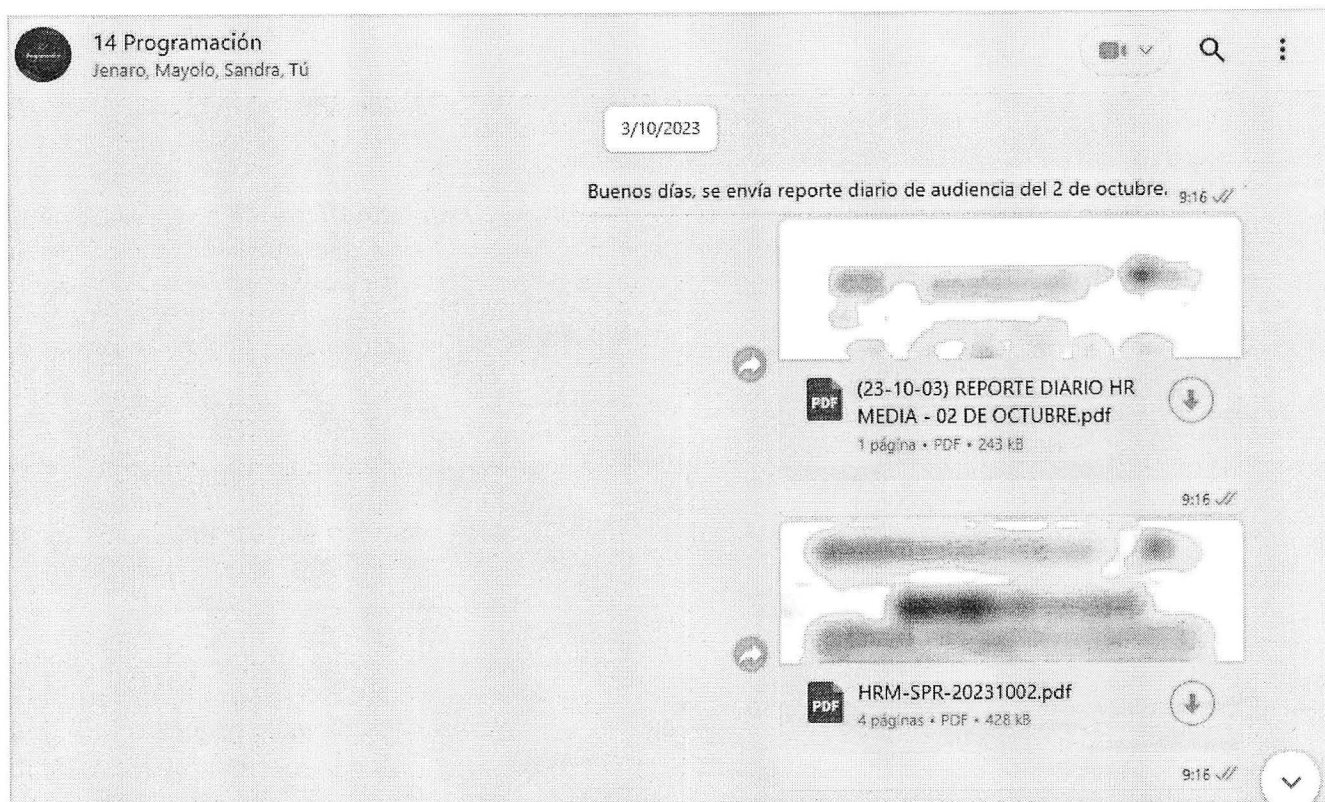 14 Programación
Jenaro, Mayolo, Sandra, Tú
3/10/2023
Buenos días, se envía reporte diario de audiencia del 2 de octubre. 9:16
PDF
(23-10-03) REPORTE DIARIO HR
MEDIA - 02 DE OCTUBRE.pdf
1 página • PDF • 243 kB
9:16
PDF
HRM-SPR-20231002.pdf
4 páginas • PDF • 428 kB
9:16